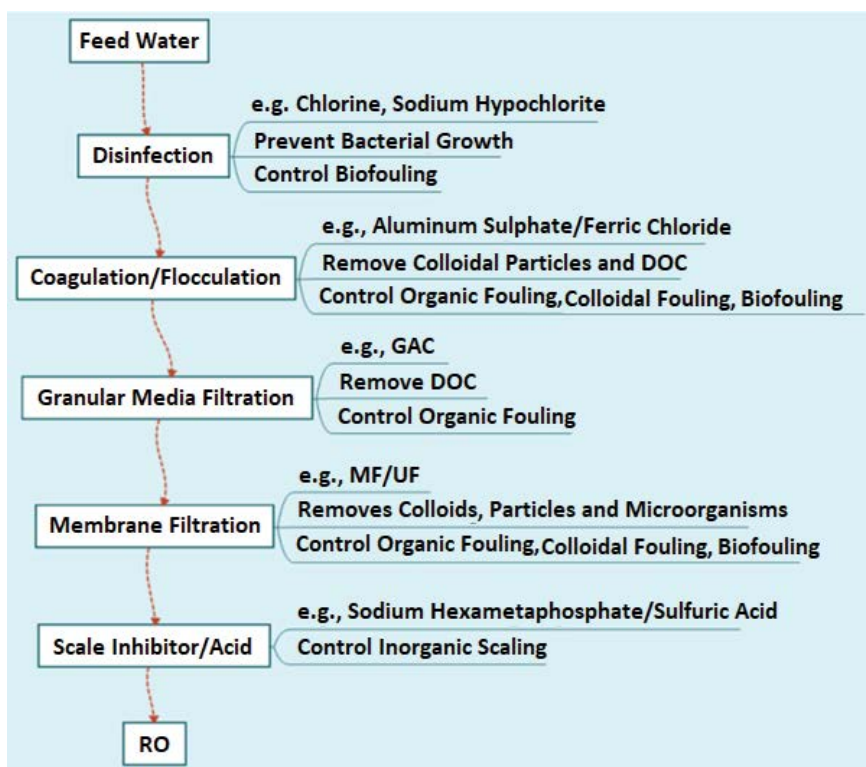 Feed Water
e.g. Chlorine, Sodium Hypochlorite
Disinfection
Prevent Bacterial Growth
Control Biofouling
e.g., Aluminum Sulphate/Ferric Chloride
Coagulation/Flocculation
Remove Colloidal Particles and DOC
Control Organic Fouling, Colloidal Fouling, Biofouling
e.g., GAC
Granular Media Filtration
Remove DOC
Control Organic Fouling
e.g., MF/UF
Membrane Filtration
Removes Colloids, Particles and Microorganisms
Control Organic Fouling, Colloidal Fouling, Biofouling
e.g., Sodium Hexametaphosphate/Sulfuric Acid
Scale Inhibitor/Acid
Control Inorganic Scaling
RO